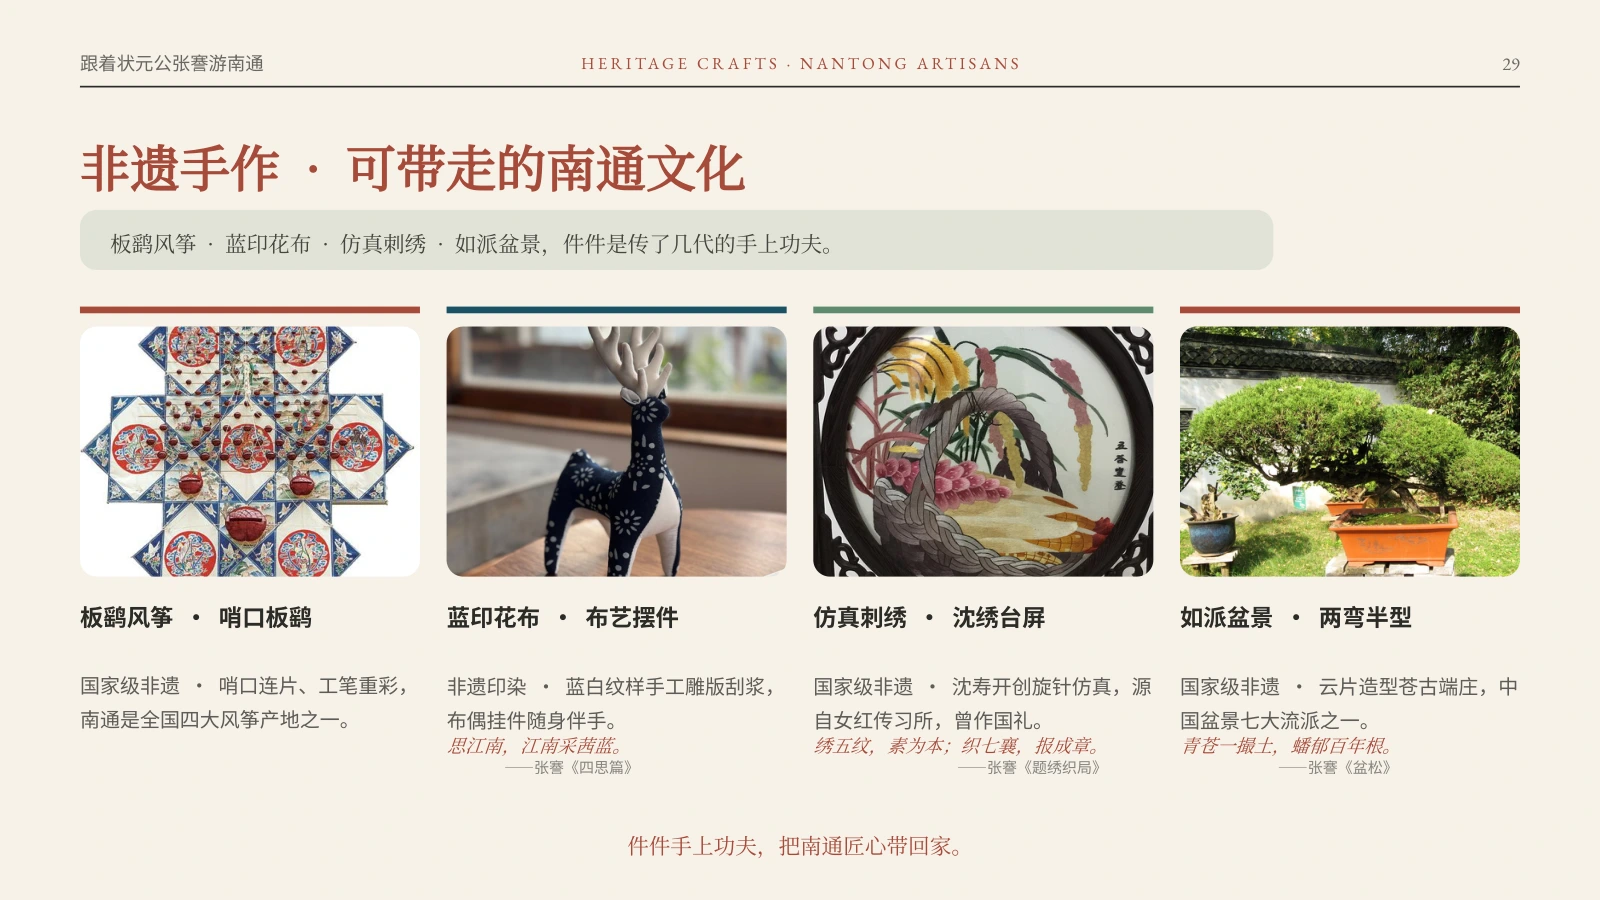 跟着状元公张謇游南通
HERITAGE CRAFTS · NANTONG ARTISANS
29
非遗手作 · 可带走的南通文化
板鹞风筝 · 蓝印花布 · 仿真刺绣 · 如派盆景，件件是传了几代的手上功夫。
五谷豐登
板鹞风筝 · 哨口板鹞
国家级非遗 · 哨口连片、工笔重彩，
南通是全国四大风筝产地之一。
蓝印花布 · 布艺摆件
非遗印染 · 蓝白纹样手工雕版刮浆，
布偶挂件随身伴手。
思江南，江南采茜蓝。
——张謇《四思篇》
仿真刺绣 · 沈绣台屏
国家级非遗 · 沈寿开创旋针仿真，源
自女红传习所，曾作国礼。
绣五纹，素为本；织七襄，报成章。
——张謇《题绣织局》
如派盆景 · 两弯半型
国家级非遗 · 云片造型苍古端庄，中
国盆景七大流派之一。
青苍一撮土，蟠郁百年根。
——张謇《盆松》
件件手上功夫，把南通匠心带回家。